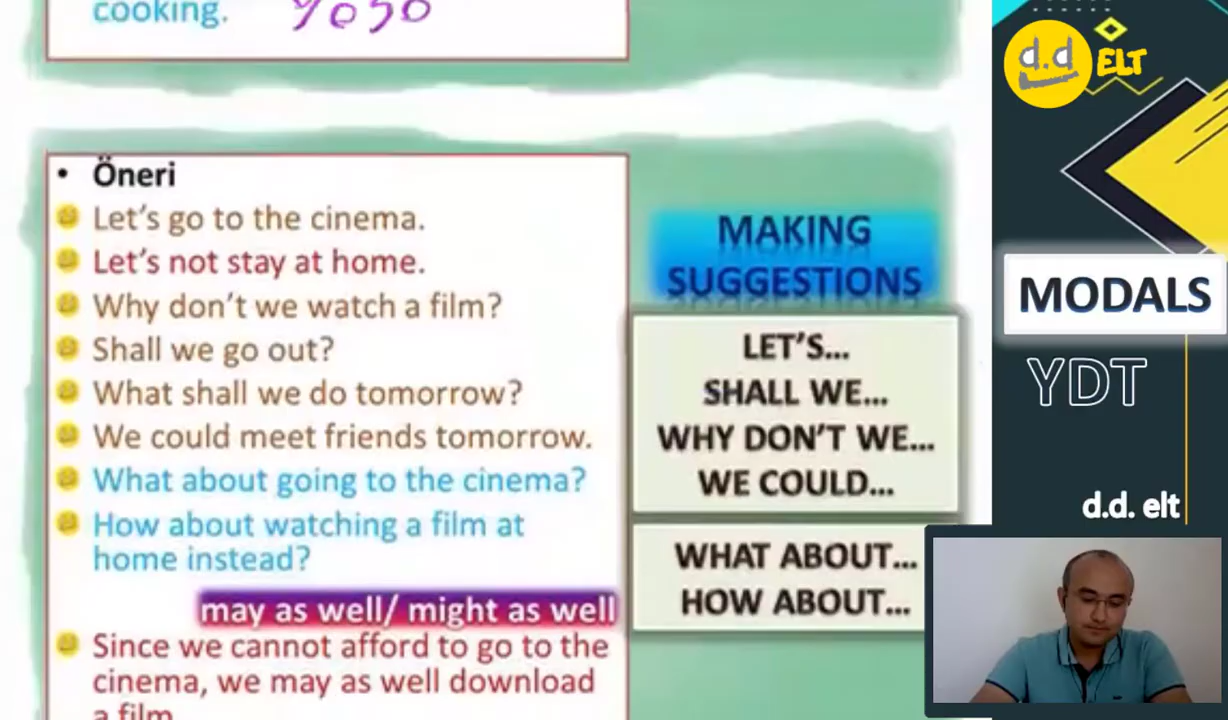 cooking.
• Öneri
Let's go to the cinema.
Let's not stay at home.
Why don't we watch a film?
Shall we go out?
What shall we do tomorrow?
We could meet friends tomorrow.
What about going to the cinema?
How about watching a film at
home instead?
may as well/ might as well
Since we cannot afford to go to the
cinema, we may as well download
a film
MAKING
SUGGESTIONS
LET'S...
SHALL WE...
WHY DON'T WE...
WE COULD...
WHAT ABOUT...
HOW ABOUT...
d.d
ELT
MODALS
YDT
d.d. elt